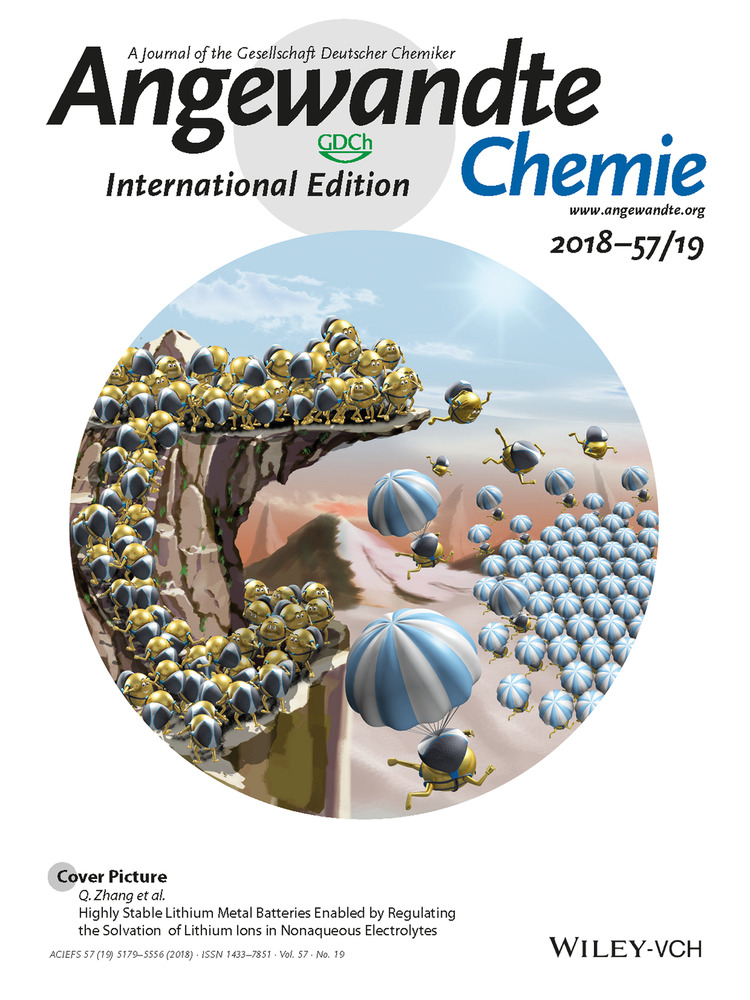 A Journal of the Gesellschaft Deutscher Chemiker
Angewandte
GDCh
International Edition
Chemie
www.angewandte.org
2018–57/19
Cover Picture
Q. Zhang et al.
Highly Stable Lithium Metal Batteries Enabled by Regulating
the Solvation of Lithium Ions in Nonaqueous Electrolytes
ACIEFS 57 (19) 5179–5556 (2018) · ISSN 1433–7851 · Vol. 57 · No. 19
WILEY-VCH